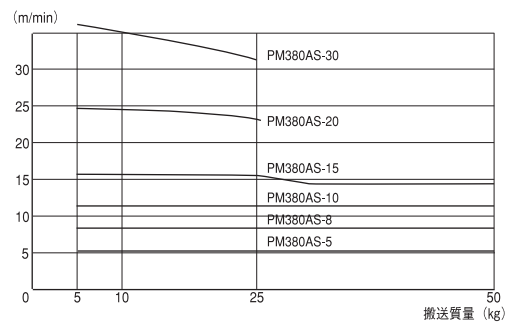 (m/min)
30
PM380AS-30
25
PM380AS-20
20
PM380AS-15
15
PM380AS-10
10
PM380AS-8
PM380AS-5
5
0 5 10 25 50
搬送質量（kg）